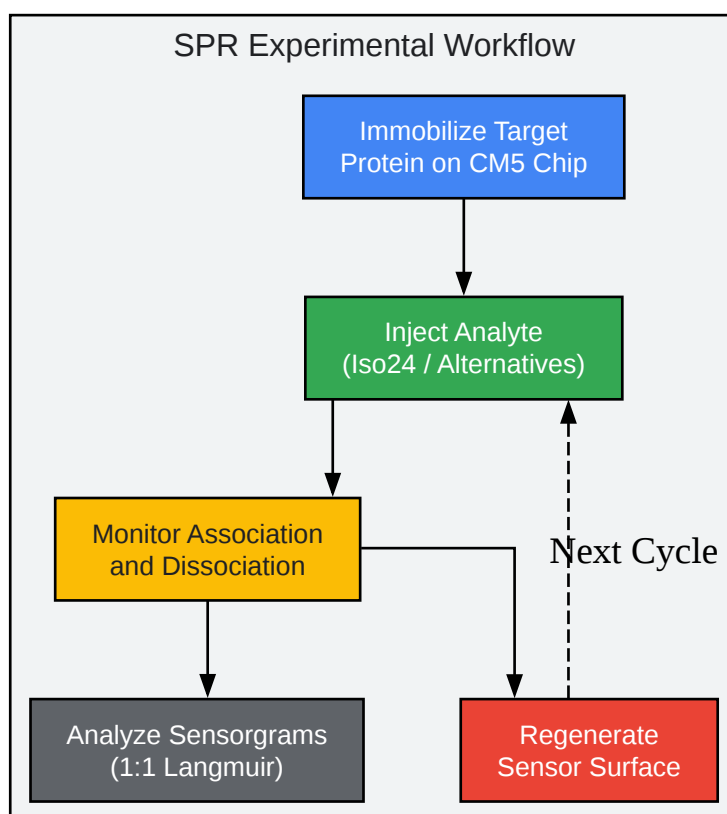 SPR Experimental Workflow
Immobilize Target
Protein on CM5 Chip
Inject Analyte
(Iso24 / Alternatives)
Monitor Association
and Dissociation
Next Cycle
Analyze Sensorgrams
(1:1 Langmuir)
Regenerate
Sensor Surface